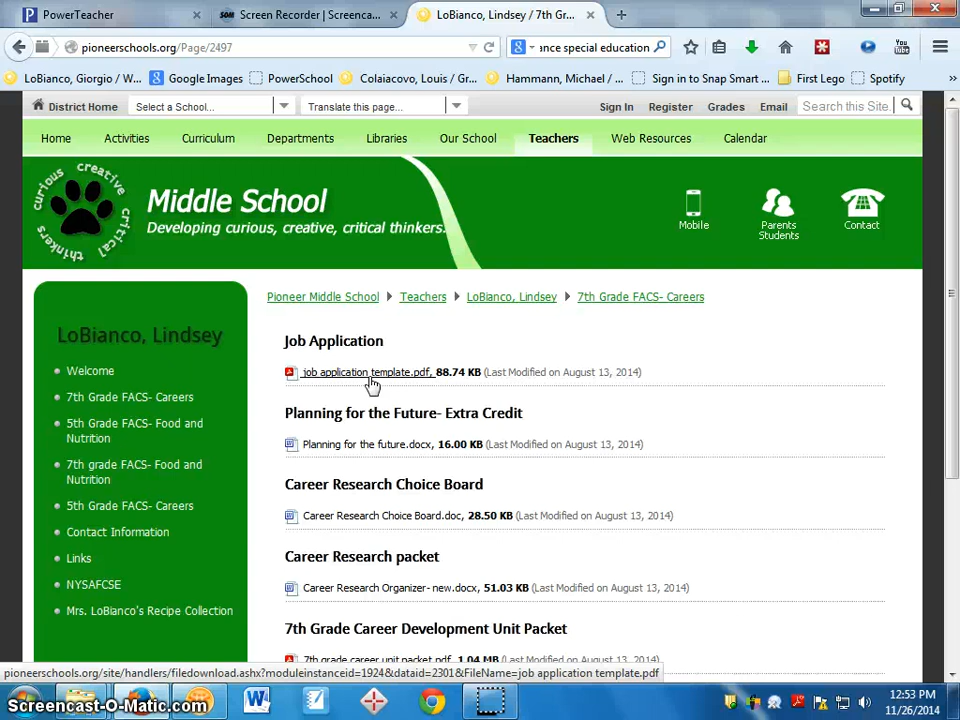 PowerTeacher × Screen Recorder | Screenca... × LoBianco, Lindsey / 7th Gr... ×
pioneerschools.org/Page/2497 ance special education
LoBianco, Giorgio / W... Google Images PowerSchool Colaiacovo, Louis / Gr... Hammann, Michael / ... Sign in to Snap Smart ... First Lego Spotify »
District Home Select a School... Translate this page... Sign In Register Grades Email Search this Site.
Home Activities Curriculum Departments Libraries Our School Teachers Web Resources Calendar
curious creative critical thinkers
Middle School
Developing curious, creative, critical thinkers.
Mobile
Parents
Students
Contact
You
Tube
LoBianco, Lindsey
Welcome
7th Grade FACS- Careers
5th Grade FACS- Food and
Nutrition
7th grade FACS- Food and
Nutrition
5th Grade FACS- Careers
Contact Information
Links
NYSAFCSE
Mrs. LoBianco's Recipe Collection
Pioneer Middle School Teachers LoBianco, Lindsey 7th Grade FACS- Careers
Job Application
job application template.pdf, 88.74 KB (Last Modified on August 13, 2014)
Planning for the Future- Extra Credit
Planning for the future.docx, 16.00 KB (Last Modified on August 13, 2014)
Career Research Choice Board
Career Research Choice Board.doc, 28.50 KB (Last Modified on August 13, 2014)
Career Research packet
Career Research Organizer- new.docx, 51.03 KB (Last Modified on August 13, 2014)
7th Grade Career Development Unit Packet
7th grade career unit packet.pdf, 1.04 MB (Last Modified on August 13, 2014)
pioneerschools.org/site/handlers/filedownload.ashx?moduleinstanceid=1924&dataid=2301&FileName=job application template.pdf
Screencast-O-Matic.com
12:53 PM
11/26/2014